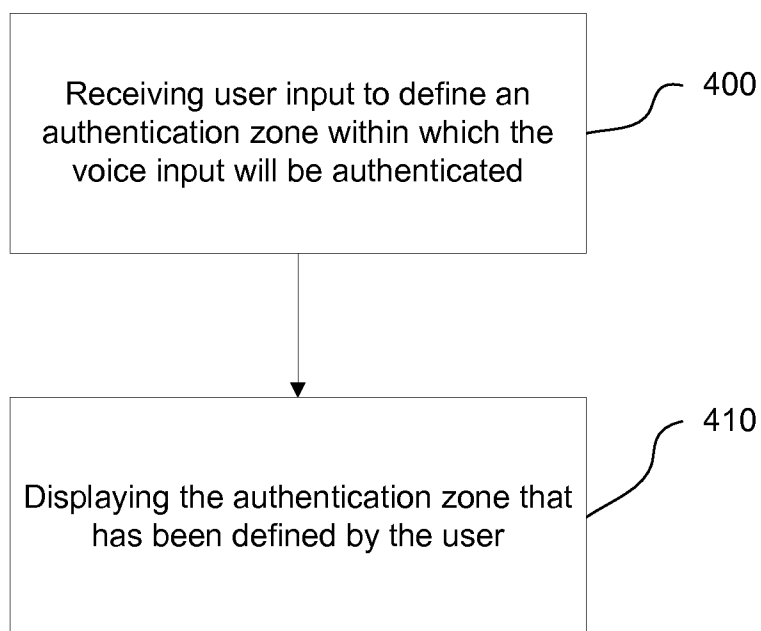 Receiving user input to define an
authentication zone within which the
voice input will be authenticated
400
Displaying the authentication zone that
has been defined by the user
410